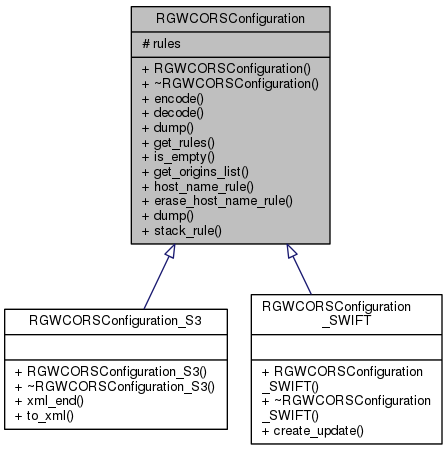 RGWCORSConfiguration
# rules
+ RGWCORSConfiguration()
+ ~RGWCORSConfiguration()
+ encode()
+ decode()
+ dump()
+ get_rules()
+ is_empty()
+ get_origins_list()
+ host_name_rule()
+ erase_host_name_rule()
+ dump()
+ stack_rule()
RGWCORSConfiguration_S3
+ RGWCORSConfiguration_S3()
+ ~RGWCORSConfiguration_S3()
+ xml_end()
+ to_xml()
RGWCORSConfiguration
_SWIFT
+ RGWCORSConfiguration
_SWIFT()
+ ~RGWCORSConfiguration
_SWIFT()
+ create_update()